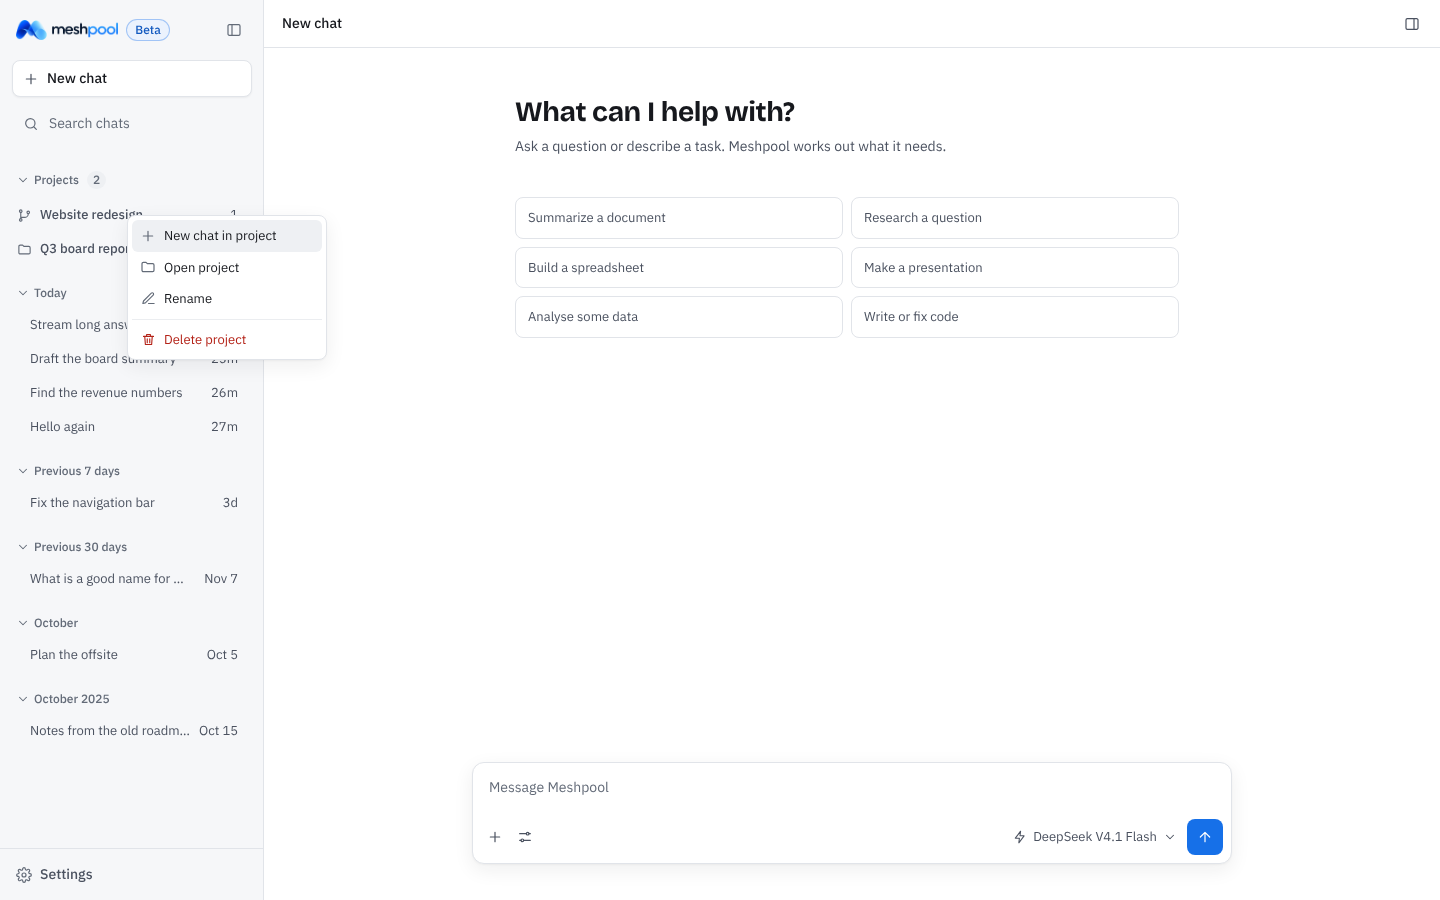 meshpool Beta
New chat
Search chats
Projects 2
Website redesign 1
Q3 board repor
New chat in project
Open project
Rename
Delete project
Today
Stream long answ
Draft the board summary 25m
Find the revenue numbers 26m
Hello again 27m
Previous 7 days
Fix the navigation bar 3d
Previous 30 days
What is a good name for ... Nov 7
October
Plan the offsite Oct 5
October 2025
Notes from the old roadm... Oct 15
Settings
New chat
What can I help with?
Ask a question or describe a task. Meshpool works out what it needs.
Summarize a document
Research a question
Build a spreadsheet
Make a presentation
Analyse some data
Write or fix code
Message Meshpool
DeepSeek V4.1 Flash